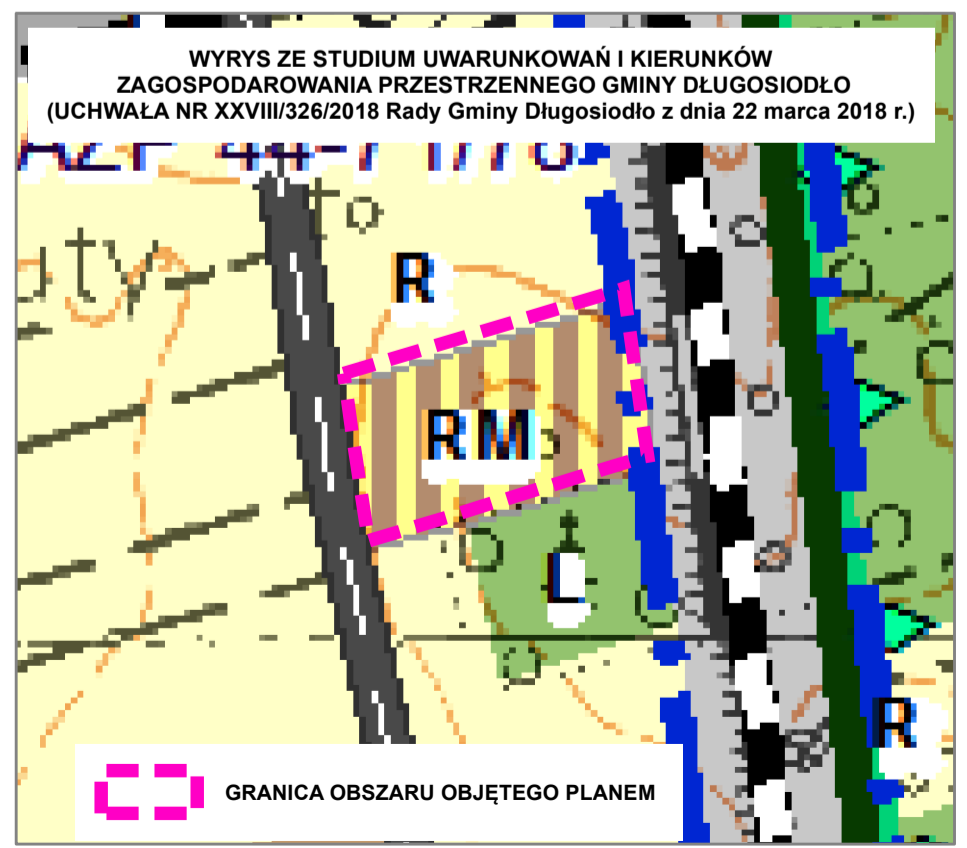 WYRYS ZE STUDIUM UWARUNKOWAŃ I KIERUNKÓW
ZAGOSPODAROWANIA PRZESTRZENNEGO GMINY DŁUGOSIODŁO
(UCHWAŁA NR XXVIII/326/2018 Rady Gminy Długosiodło z dnia 22 marca 2018 r.)
R
RM
L
R
GRANICA OBSZARU OBJĘTEGO PLANEM